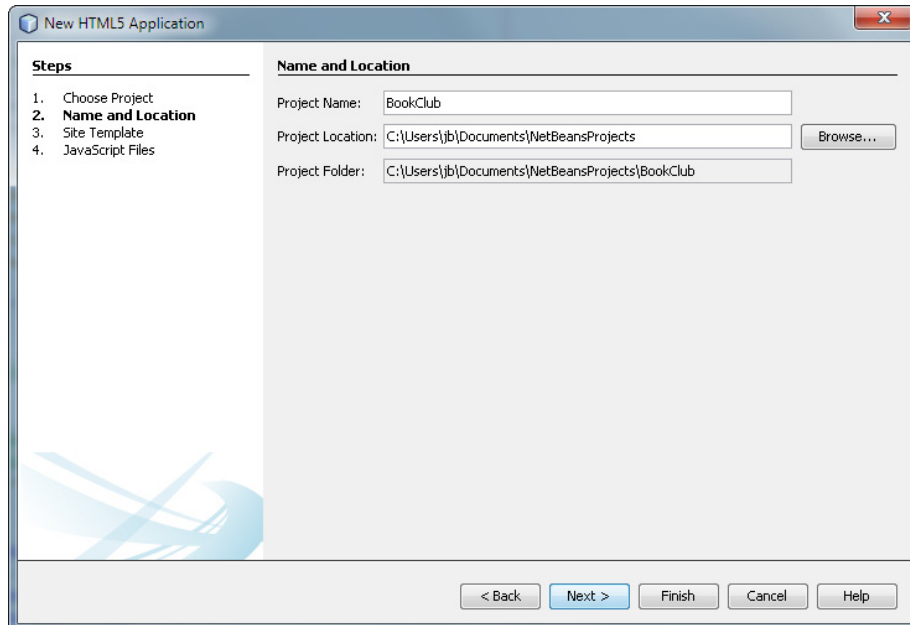 New HTML5 Application
Steps
1. Choose Project
2. Name and Location
3. Site Template
4. JavaScript Files
Name and Location
Project Name: BookClub
Project Location: C:\Users\jb\Documents\NetBeansProjects Browse...
Project Folder: C:\Users\jb\Documents\NetBeansProjects\BookClub
< Back Next > Finish Cancel Help